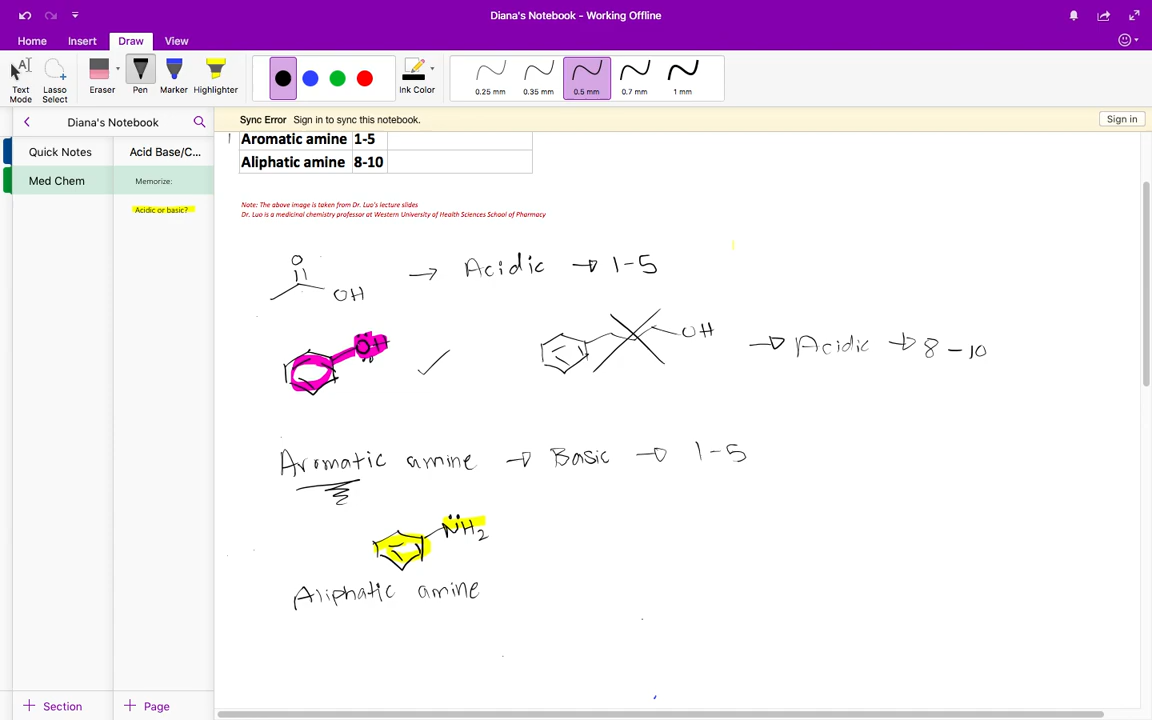 Diana's Notebook - Working Offline
Home Insert Draw View
Text Mode Lasso Select Eraser Pen Marker Highlighter Ink Color 0.25 mm 0.35 mm 0.5 mm 0.7 mm 1 mm
Sync Error Sign in to sync this notebook. Sign in
Diana's Notebook
Quick Notes
Med Chem
Acid Base/C...
Memorize:
Acidic or basic?
Aromatic amine 1-5
Aliphatic amine 8-10
Note: The above image is taken from Dr. Luo's lecture slides
Dr. Luo is a medicinal chemistry professor at Western University of Health Sciences School of Pharmacy
O
OH → Acidic → 1-5
OH ✓ OH → Acidic → 8-10
Aromatic amine → Basic → 1-5
NH2
Aliphatic amine
+ Section + Page